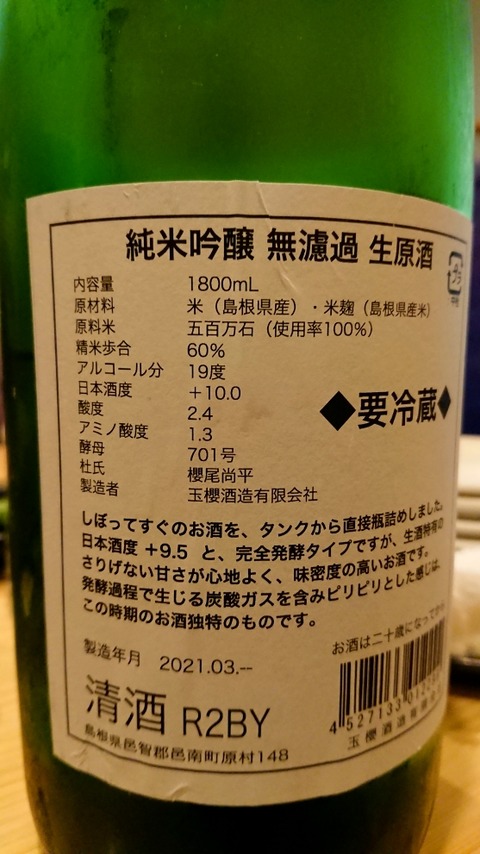 純米吟醸 無濾過 生原酒
内容量 1800mL
原材料 米（島根県産）・米麹（島根県産米）
原料米 五百万石（使用率100%）
精米歩合 60%
アルコール分 19度
日本酒度 +10.0
酸度 2.4
アミノ酸度 1.3
酵母 701号
杜氏 櫻尾尚平
製造者 玉櫻酒造有限会社
◆要冷蔵◆
しぼってすぐのお酒を、タンクから直接瓶詰めしました。
日本酒度 +9.5 と、完全発酵タイプですが、生酒特有の
さりげない甘さが心地よく、味密度の高いお酒です。
発酵過程で生じる炭酸ガスを含みピリピリとした感じは、
この時期のお酒独特のものです。
お酒は二十歳になってから
製造年月 2021.03.--
清酒 R2BY
4 527133 012
玉櫻酒造有限
島根県邑智郡邑南町原村148